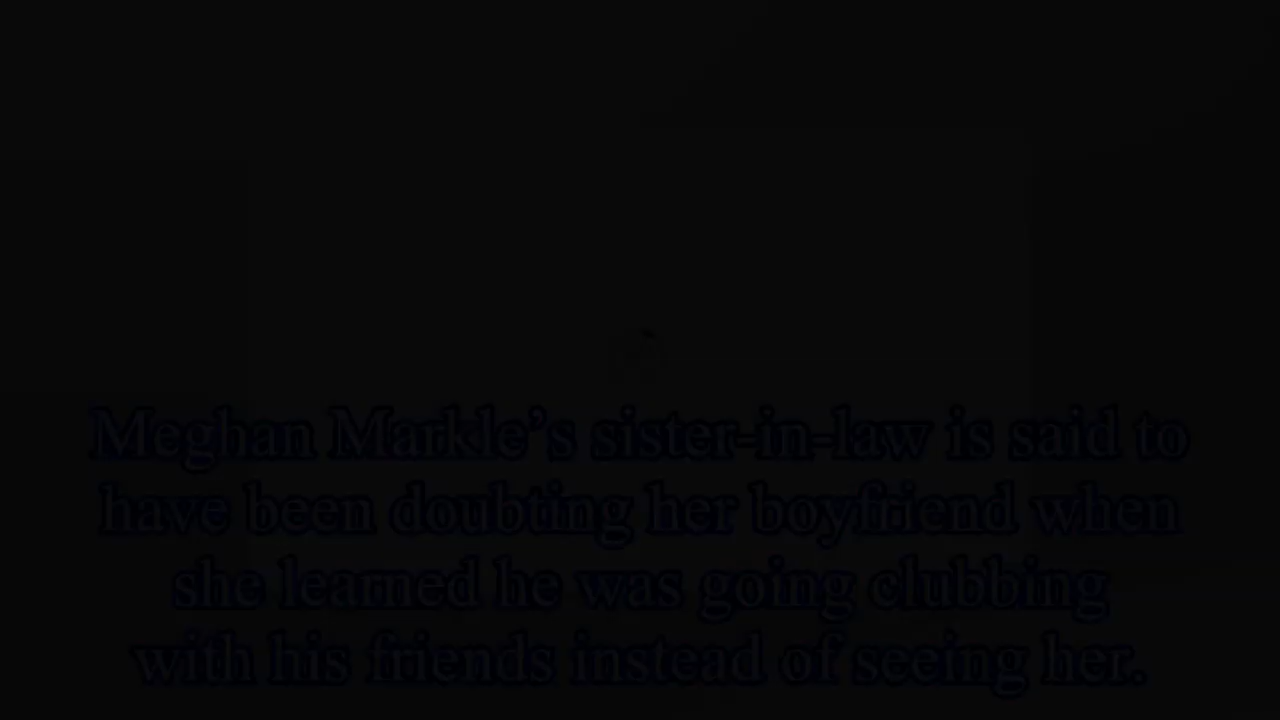 Meghan Markle’s sister-in-law is said to
have been doubting her boyfriend when
she learned he was going clubbing
with his friends instead of seeing her.